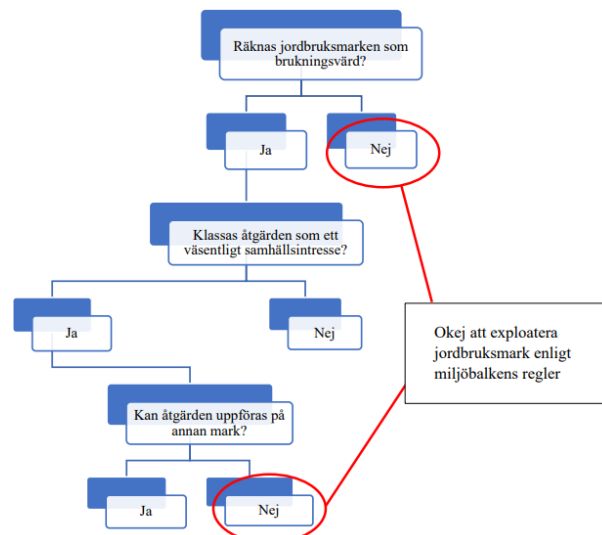 Räknas jordbruksmarken som
brukningsvärd?
Ja
Nej
Klassas åtgärden som ett
väsentligt samhällsintresse?
Ja
Nej
Okej att exploatera
jordbruksmark enligt
miljöbalkens regler
Kan åtgärden uppföras på
annan mark?
Ja
Nej